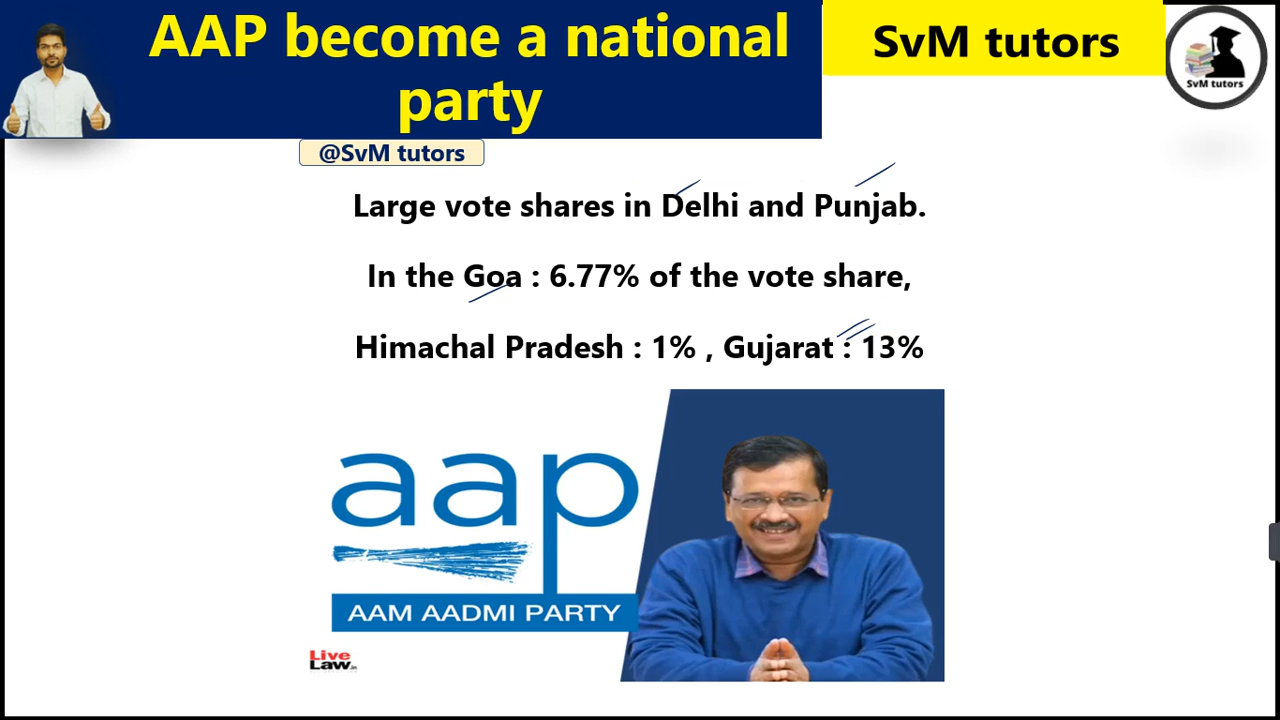 AAP become a national
party
SvM tutors
SvM tutors
@SvM tutors
Large vote shares in Delhi and Punjab.
In the Goa : 6.77% of the vote share,
Himachal Pradesh : 1% , Gujarat : 13%
aap
AAM AADMI PARTY
Live
Law.in